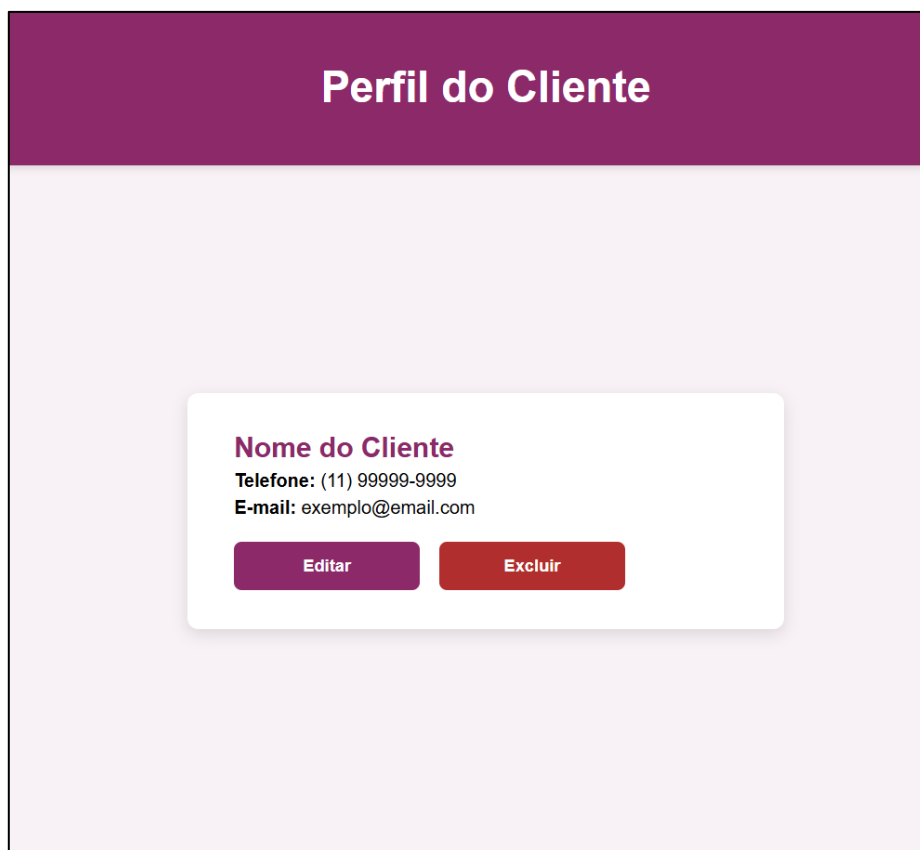 Perfil do Cliente
Nome do Cliente
Telefone: (11) 99999-9999
E-mail: exemplo@email.com
Editar Excluir